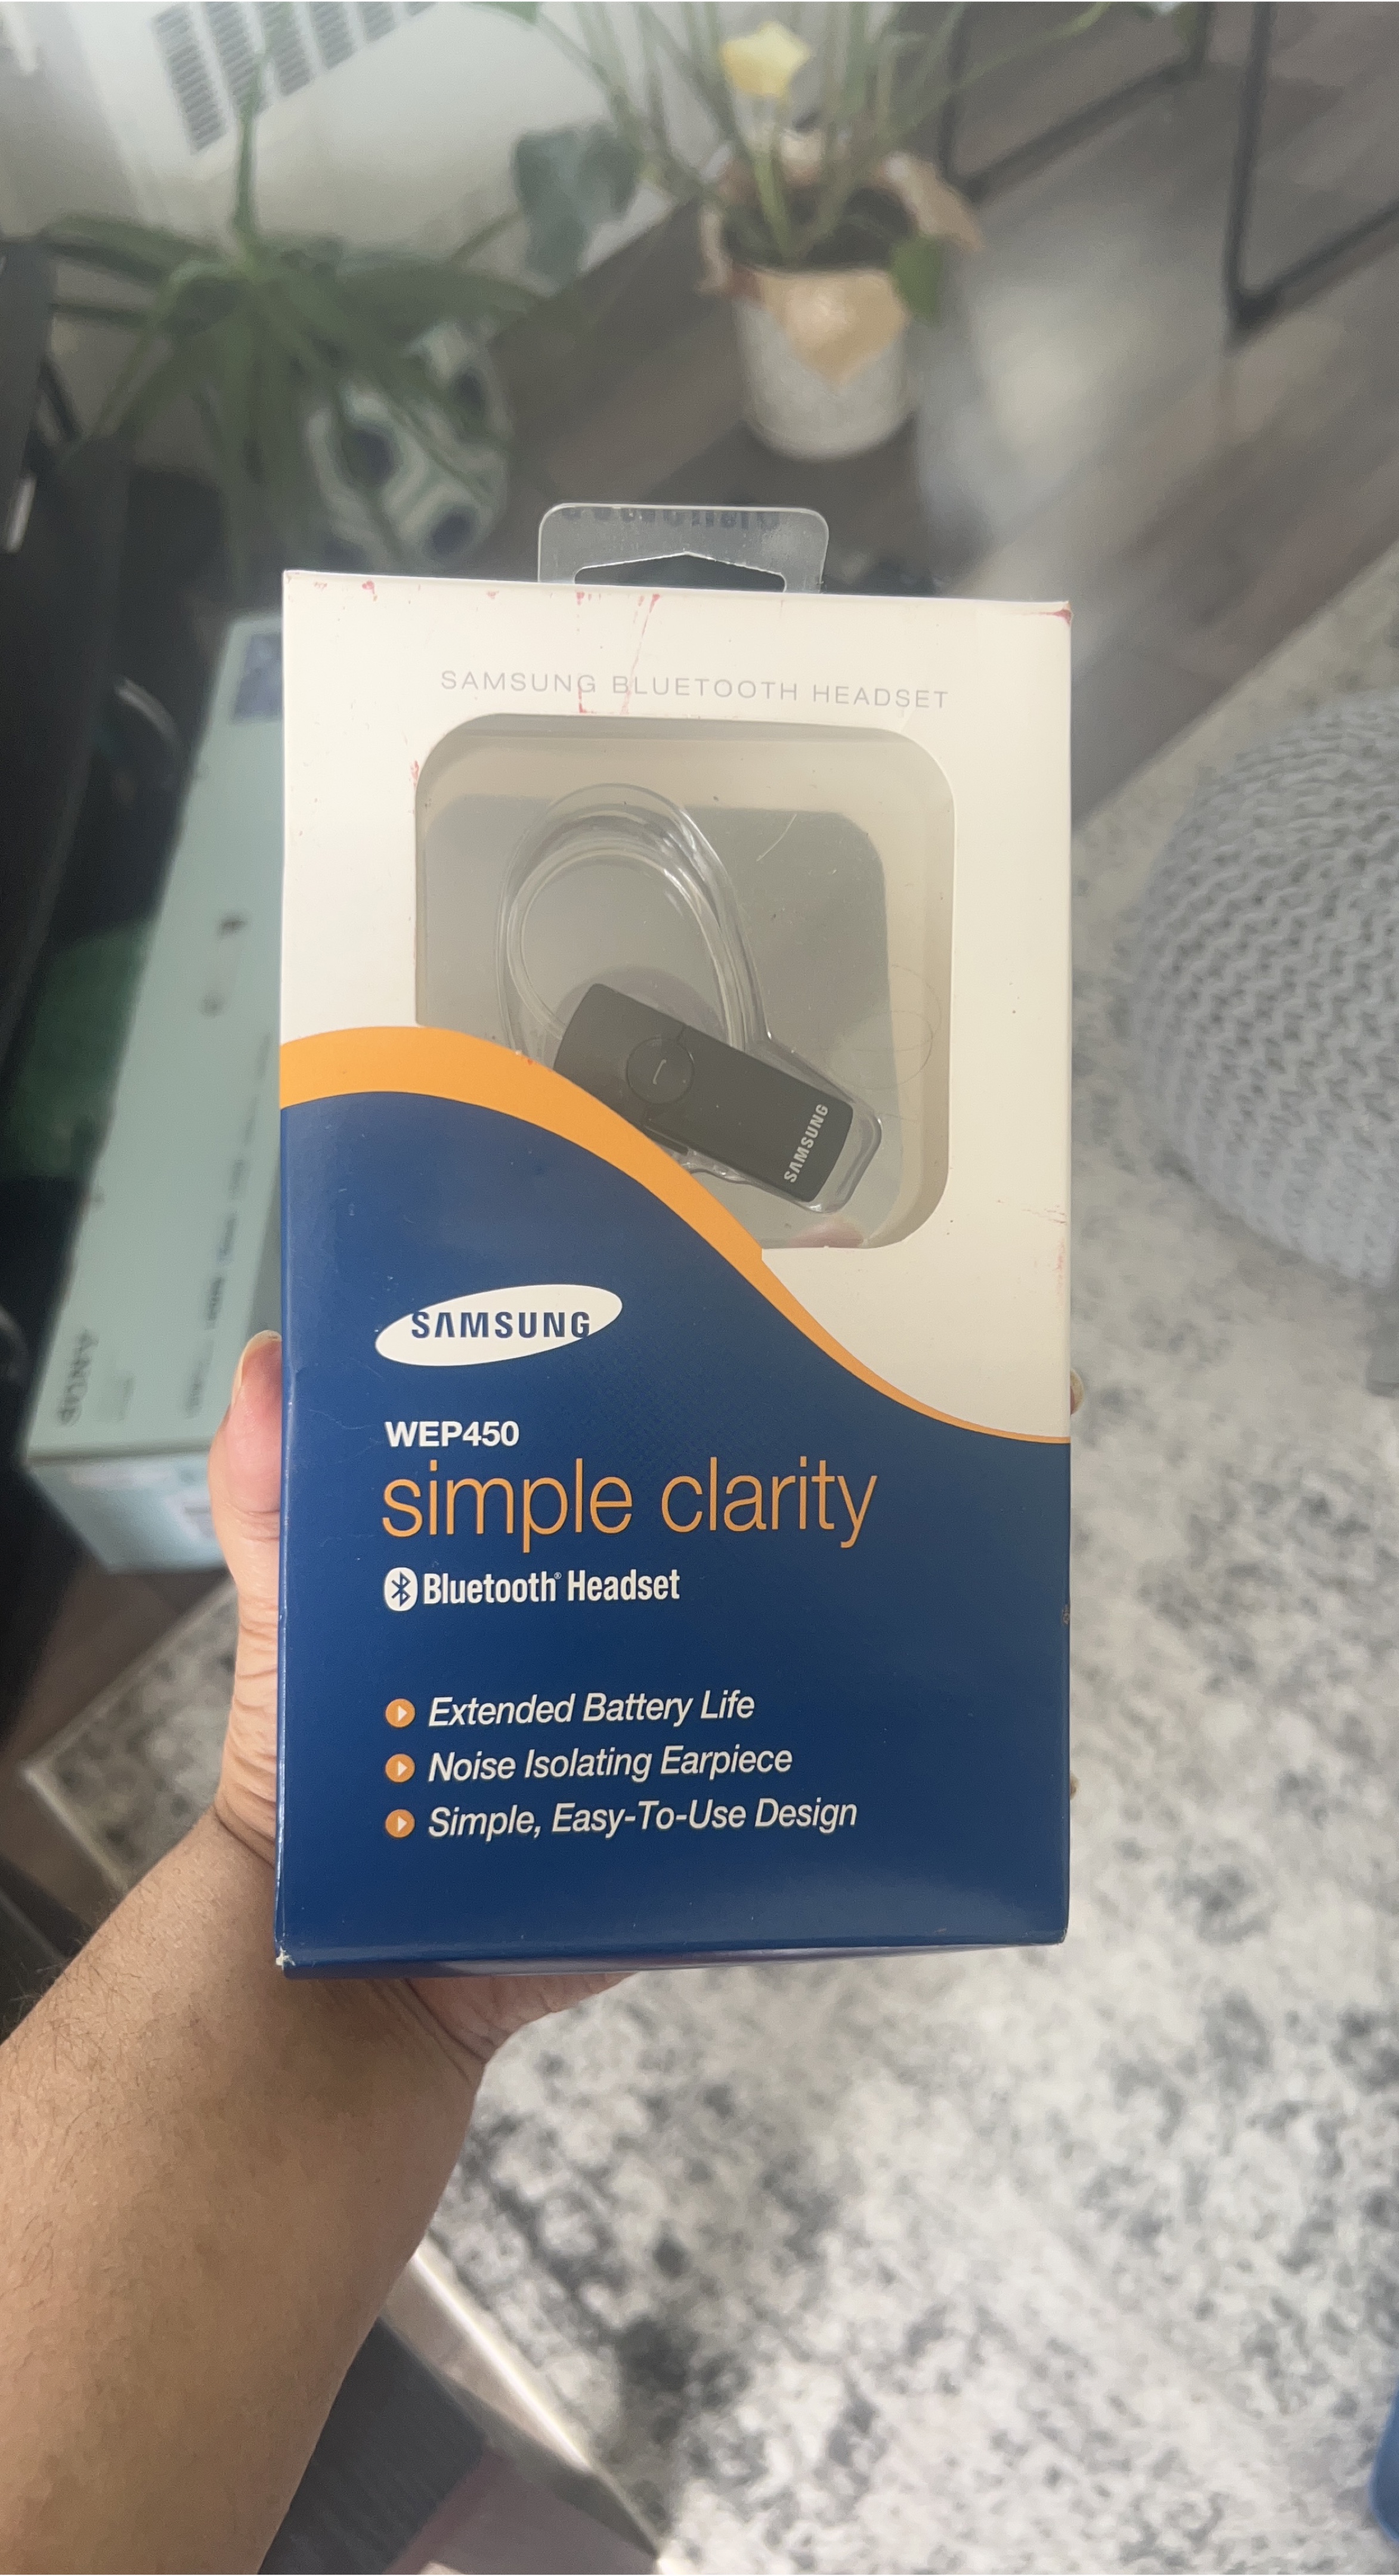 SAMSUNG BLUETOOTH HEADSET
SAMSUNG
SAMSUNG
WEP450
simple clarity
Bluetooth® Headset
Extended Battery Life
Noise Isolating Earpiece
Simple, Easy-To-Use Design